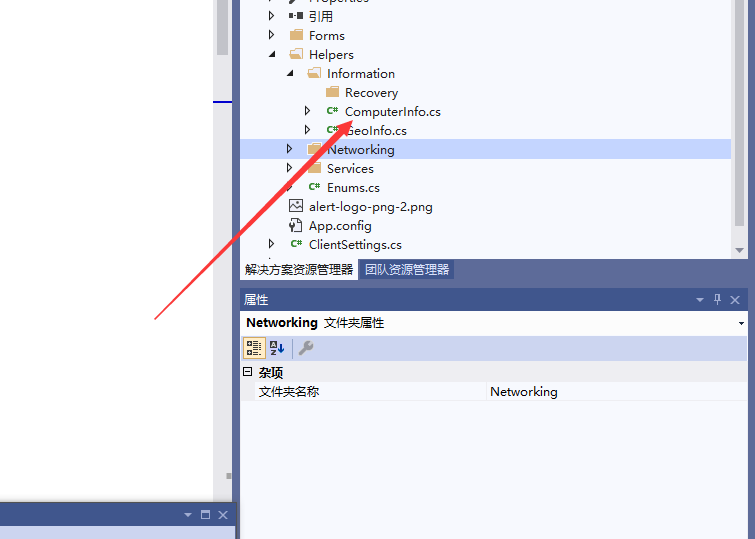 引用
Forms
Helpers
Information
Recovery
C# ComputerInfo.cs
C# GeoInfo.cs
Networking
Services
C# Enums.cs
alert-logo-png-2.png
App.config
C# ClientSettings.cs
解决方案资源管理器 团队资源管理器
属性
Networking 文件夹属性
杂项
文件夹名称 Networking